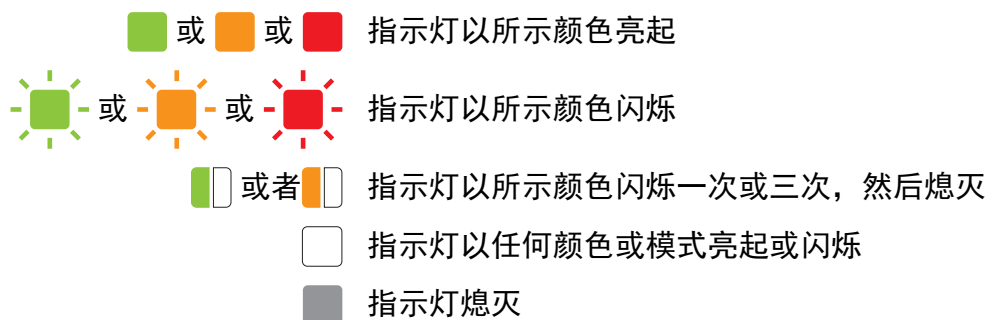 或 或 指示灯以所示颜色亮起
或 或 指示灯以所示颜色闪烁
或者 指示灯以所示颜色闪烁一次或三次，然后熄灭
指示灯以任何颜色或模式亮起或闪烁
指示灯熄灭